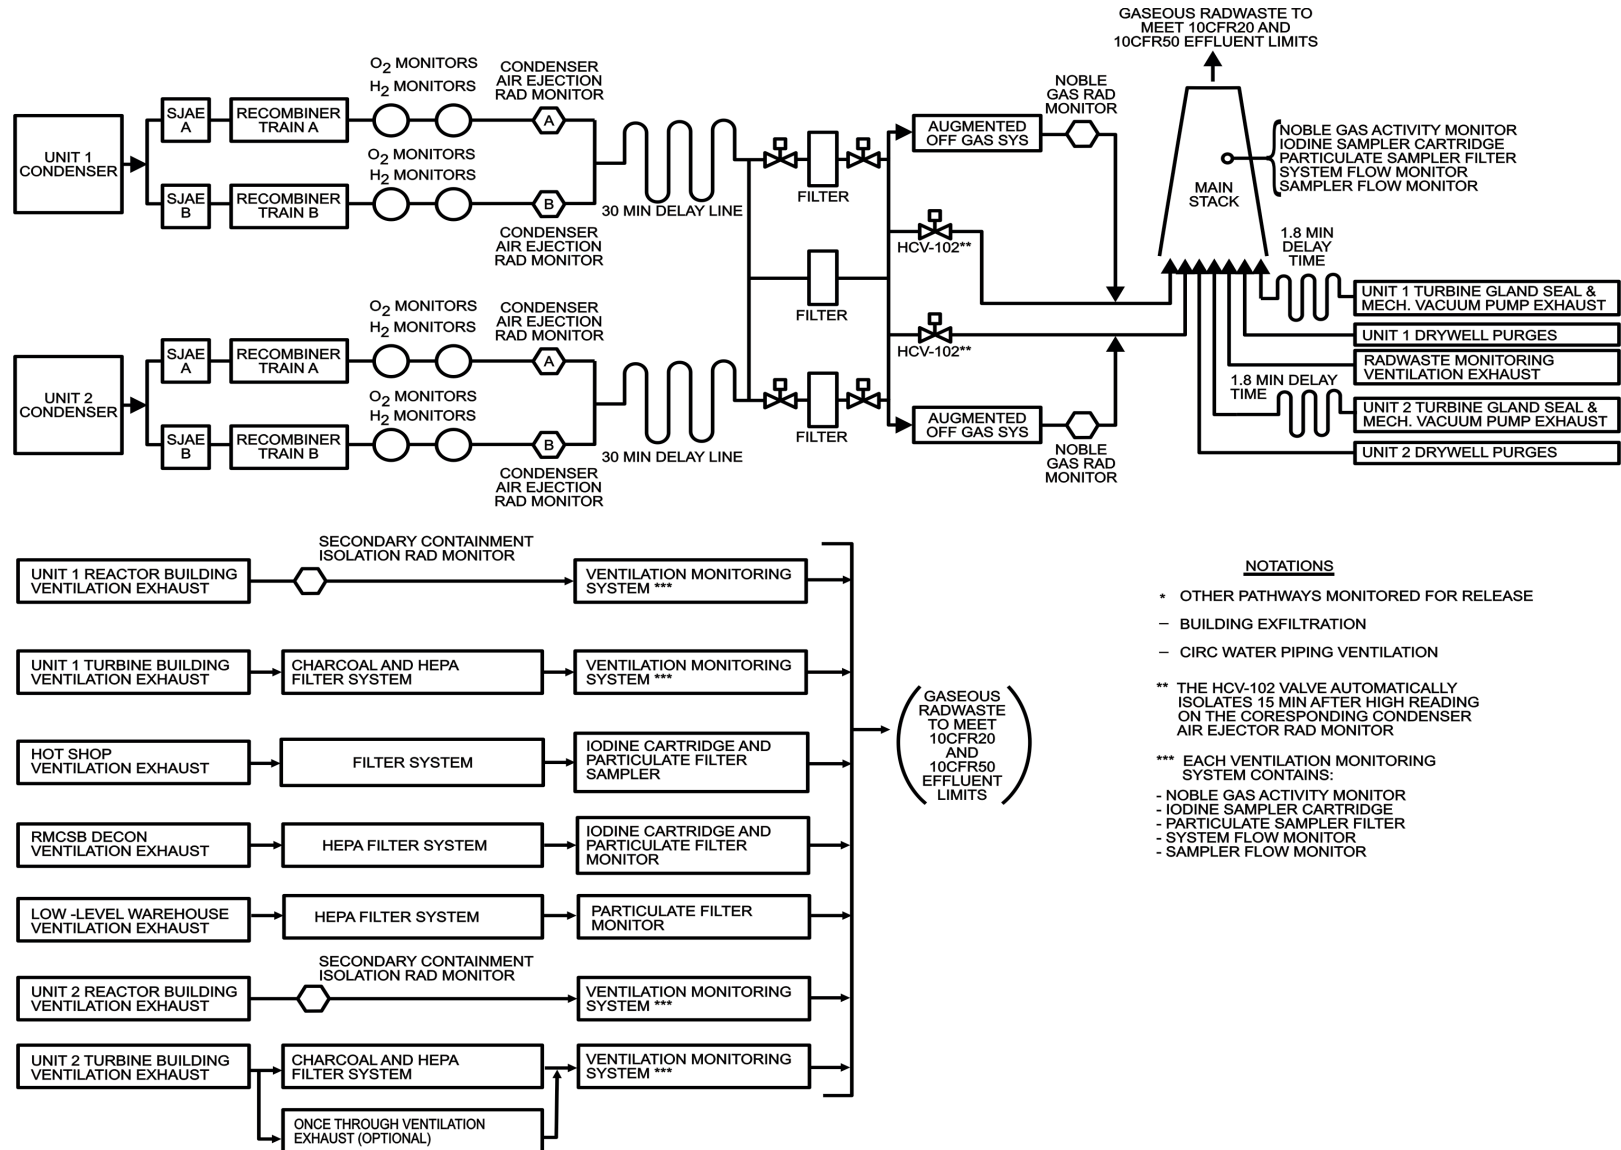 GASEOUS RADWASTE TO
MEET 10CFR20 AND
10CFR50 EFFLUENT LIMITS
O2 MONITORS
H2 MONITORS
CONDENSER
AIR EJECTION
RAD MONITOR
NOBLE
GAS RAD
MONITOR
UNIT 1
CONDENSER
SJAE
A
RECOMBINER
TRAIN A
A
AUGMENTED
OFF GAS SYS
NOBLE GAS ACTIVITY MONITOR
IODINE SAMPLER CARTRIDGE
PARTICULATE SAMPLER FILTER
SYSTEM FLOW MONITOR
SAMPLER FLOW MONITOR
MAIN
STACK
O2 MONITORS
H2 MONITORS
SJAE
B
RECOMBINER
TRAIN B
B
CONDENSER
AIR EJECTION
RAD MONITOR
30 MIN DELAY LINE
FILTER
HCV-102**
1.8 MIN
DELAY
TIME
UNIT 1 TURBINE GLAND SEAL &
MECH. VACUUM PUMP EXHAUST
FILTER
UNIT 1 DRYWELL PURGES
O2 MONITORS
H2 MONITORS
CONDENSER
AIR EJECTION
RAD MONITOR
HCV-102**
RADWASTE MONITORING
VENTILATION EXHAUST
UNIT 2
CONDENSER
SJAE
A
RECOMBINER
TRAIN A
A
1.8 MIN DELAY
TIME
UNIT 2 TURBINE GLAND SEAL &
MECH. VACUUM PUMP EXHAUST
O2 MONITORS
H2 MONITORS
SJAE
B
RECOMBINER
TRAIN B
B
CONDENSER
AIR EJECTION
RAD MONITOR
30 MIN DELAY LINE
FILTER
AUGMENTED
OFF GAS SYS
NOBLE
GAS RAD
MONITOR
UNIT 2 DRYWELL PURGES
SECONDARY CONTAINMENT
ISOLATION RAD MONITOR
UNIT 1 REACTOR BUILDING
VENTILATION EXHAUST
VENTILATION MONITORING
SYSTEM ***
UNIT 1 TURBINE BUILDING
VENTILATION EXHAUST
CHARCOAL AND HEPA
FILTER SYSTEM
VENTILATION MONITORING
SYSTEM ***
HOT SHOP
VENTILATION EXHAUST
FILTER SYSTEM
IODINE CARTRIDGE AND
PARTICULATE FILTER
SAMPLER
RMCSB DECON
VENTILATION EXHAUST
HEPA FILTER SYSTEM
IODINE CARTRIDGE AND
PARTICULATE FILTER
MONITOR
LOW -LEVEL WAREHOUSE
VENTILATION EXHAUST
HEPA FILTER SYSTEM
PARTICULATE FILTER
MONITOR
SECONDARY CONTAINMENT
ISOLATION RAD MONITOR
UNIT 2 REACTOR BUILDING
VENTILATION EXHAUST
VENTILATION MONITORING
SYSTEM ***
UNIT 2 TURBINE BUILDING
VENTILATION EXHAUST
CHARCOAL AND HEPA
FILTER SYSTEM
VENTILATION MONITORING
SYSTEM ***
ONCE THROUGH VENTILATION
EXHAUST (OPTIONAL)
GASEOUS
RADWASTE
TO MEET
10CFR20
AND
10CFR50
EFFLUENT
LIMITS
NOTATIONS
* OTHER PATHWAYS MONITORED FOR RELEASE
– BUILDING EXFILTRATION
– CIRC WATER PIPING VENTILATION
** THE HCV-102 VALVE AUTOMATICALLY
ISOLATES 15 MIN AFTER HIGH READING
ON THE CORESPONDING CONDENSER
AIR EJECTOR RAD MONITOR
*** EACH VENTILATION MONITORING
SYSTEM CONTAINS:
- NOBLE GAS ACTIVITY MONITOR
- IODINE SAMPLER CARTRIDGE
- PARTICULATE SAMPLER FILTER
- SYSTEM FLOW MONITOR
- SAMPLER FLOW MONITOR